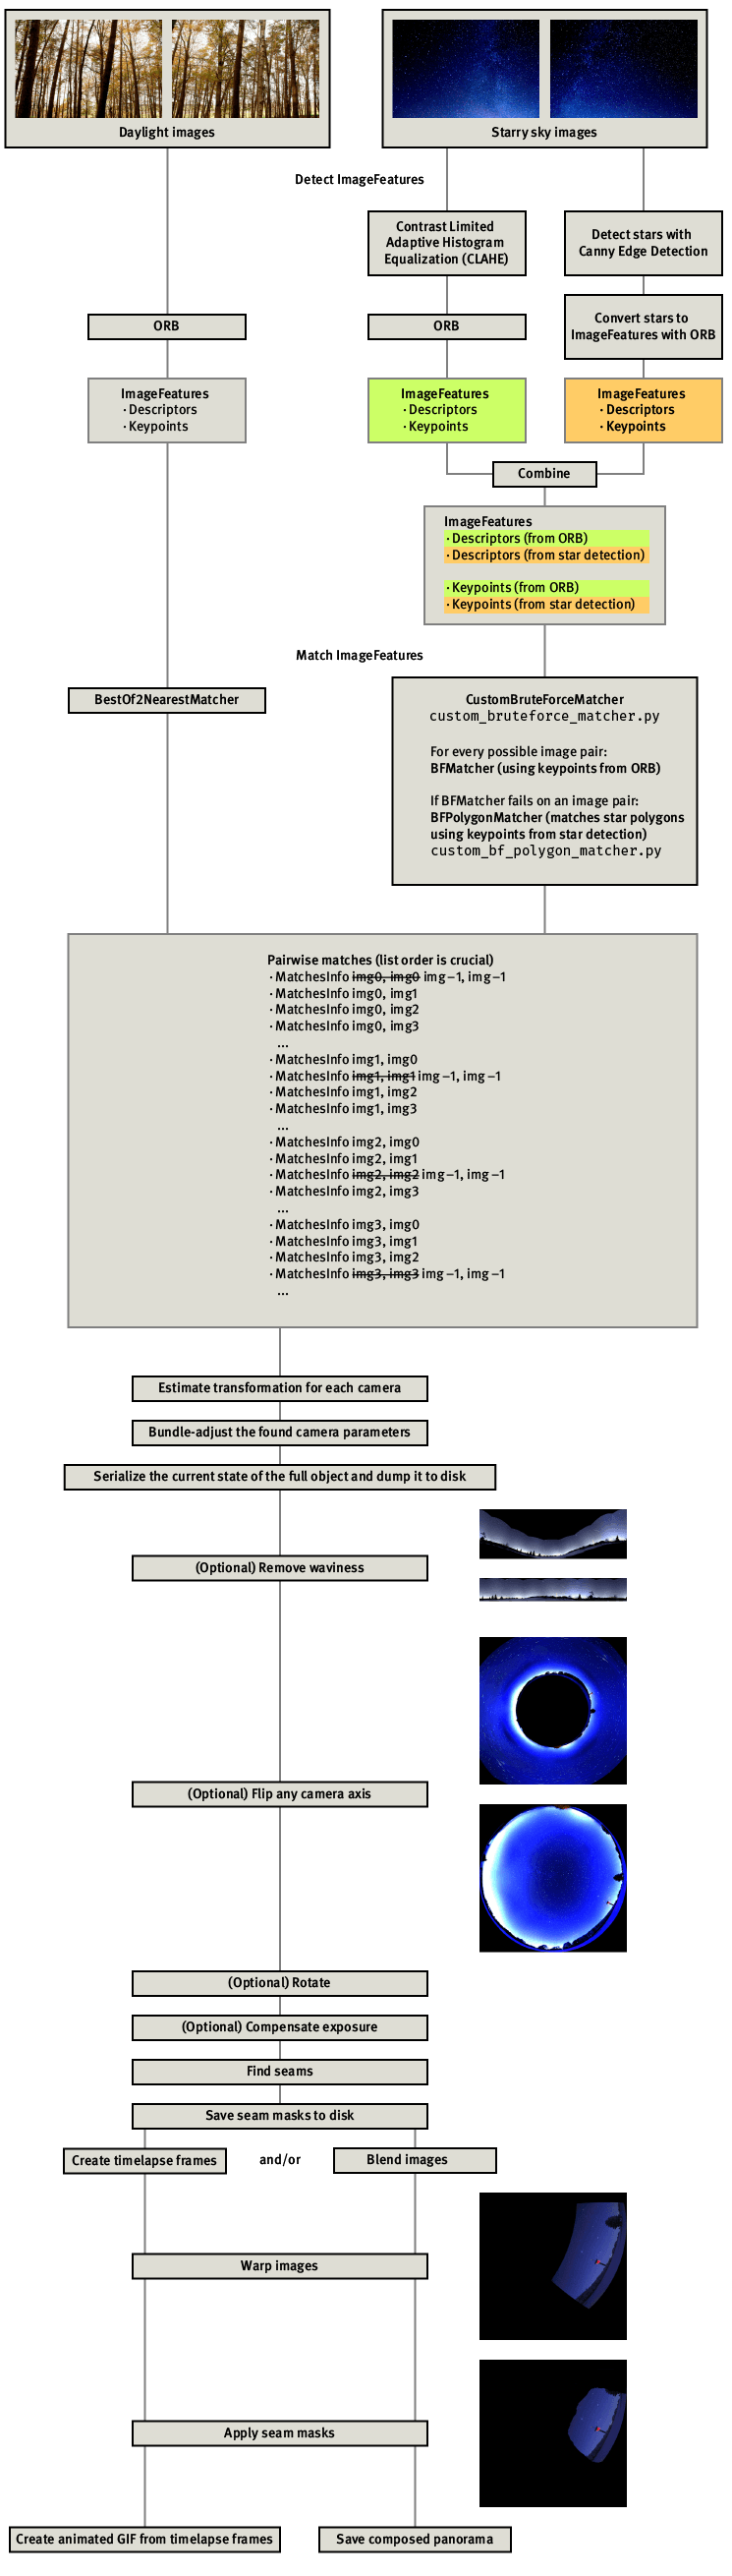 Daylight images
Starry sky images
Detect ImageFeatures
Contrast Limited
Adaptive Histogram
Equalization (CLAHE)
Detect stars with
Canny Edge Detection
Convert stars to
ImageFeatures with ORB
ORB
ORB
ImageFeatures
· Descriptors
· Keypoints
ImageFeatures
· Descriptors
· Keypoints
ImageFeatures
· Descriptors
· Keypoints
Combine
ImageFeatures
· Descriptors (from ORB)
· Descriptors (from star detection)
· Keypoints (from ORB)
· Keypoints (from star detection)
Match ImageFeatures
BestOf2NearestMatcher
CustomBruteForceMatcher
custom_bruteforce_matcher.py
For every possible image pair:
BFMatcher (using keypoints from ORB)
If BFMatcher fails on an image pair:
BFPolygonMatcher (matches star polygons
using keypoints from star detection)
custom_bf_polygon_matcher.py
Pairwise matches (list order is crucial)
· MatchesInfo img0, img0 img−1, img−1
· MatchesInfo img0, img1
· MatchesInfo img0, img2
· MatchesInfo img0, img3
...
· MatchesInfo img1, img0
· MatchesInfo img1, img1 img−1, img−1
· MatchesInfo img1, img2
· MatchesInfo img1, img3
...
· MatchesInfo img2, img0
· MatchesInfo img2, img1
· MatchesInfo img2, img2 img−1, img−1
· MatchesInfo img2, img3
...
· MatchesInfo img3, img0
· MatchesInfo img3, img1
· MatchesInfo img3, img2
· MatchesInfo img3, img3 img−1, img−1
...
Estimate transformation for each camera
Bundle-adjust the found camera parameters
Serialize the current state of the full object and dump it to disk
(Optional) Remove waviness
(Optional) Flip any camera axis
(Optional) Rotate
(Optional) Compensate exposure
Find seams
Save seam masks to disk
Create timelapse frames
and/or
Blend images
Warp images
Apply seam masks
Create animated GIF from timelapse frames
Save composed panorama